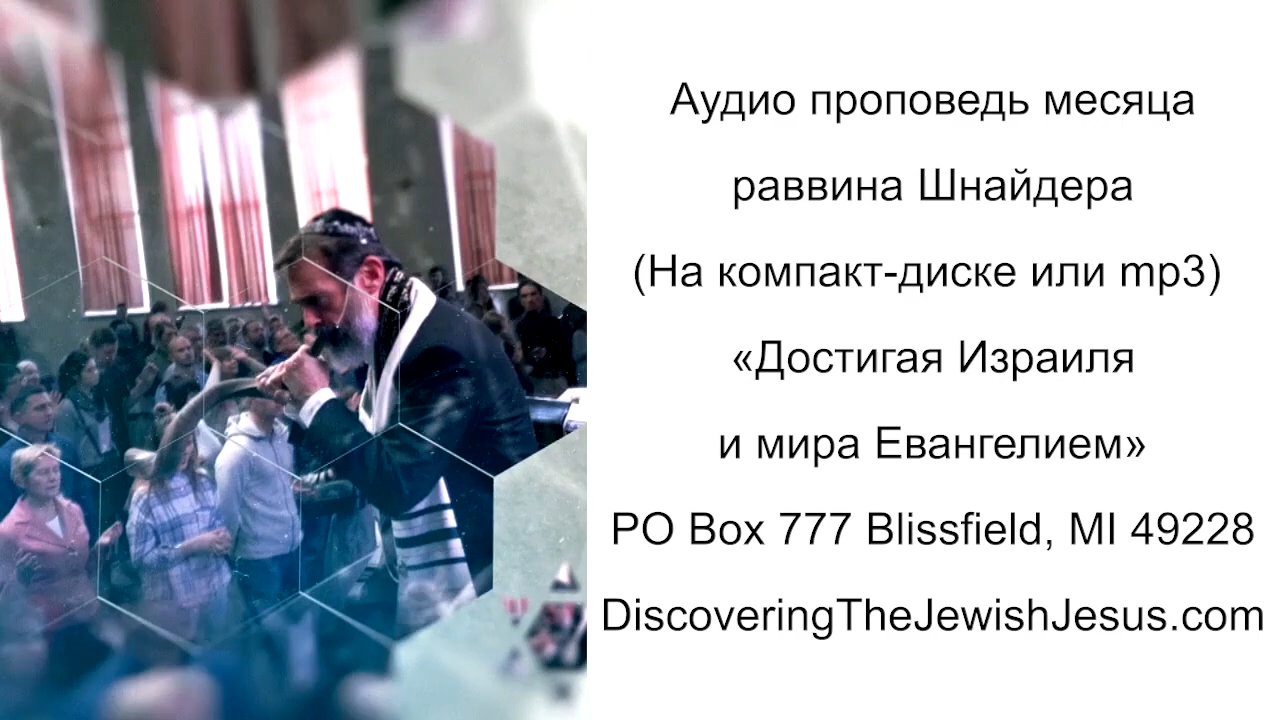 Аудио проповедь месяца
раввина Шнайдера
(На компакт-диске или mp3)
«Достигая Израиля
и мира Евангелием»
PO Box 777 Blissfield, MI 49228
DiscoveringTheJewishJesus.com